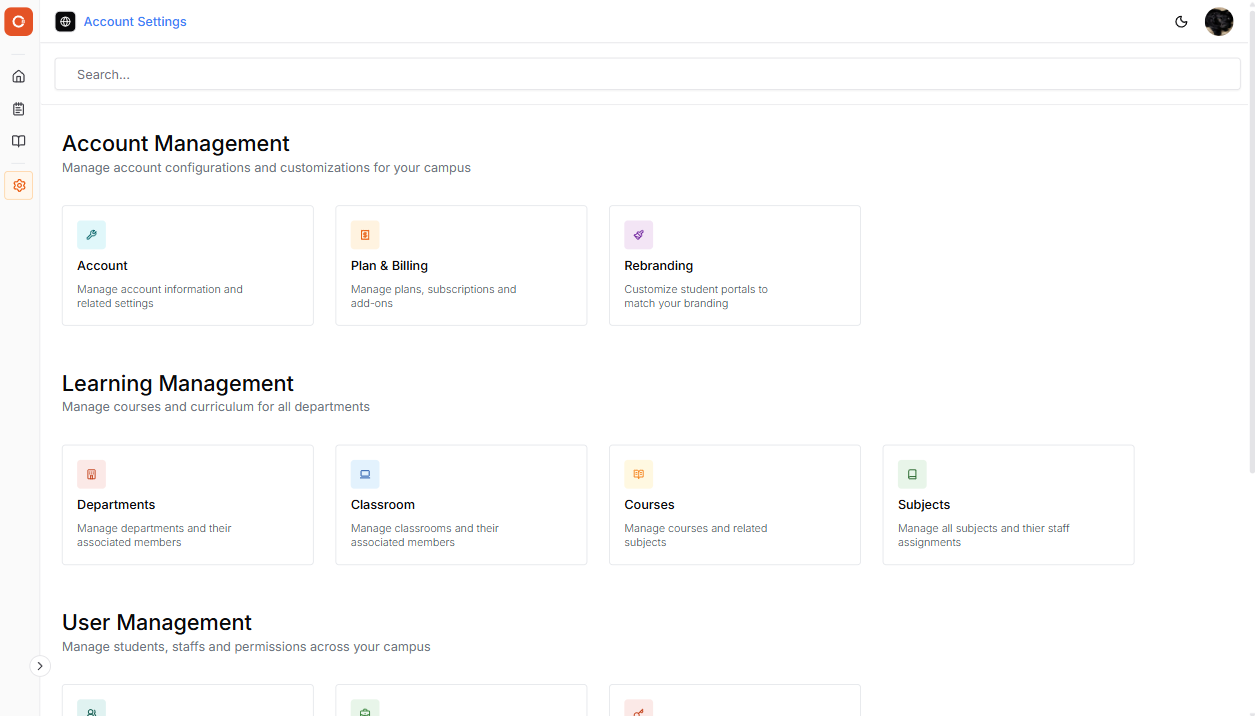 Account Settings
Search...
Account Management
Manage account configurations and customizations for your campus
Account
Manage account information and
related settings
Plan & Billing
Manage plans, subscriptions and
add-ons
Rebranding
Customize student portals to
match your branding
Learning Management
Manage courses and curriculum for all departments
Departments
Manage departments and their
associated members
Classroom
Manage classrooms and their
associated members
Courses
Manage courses and related
subjects
Subjects
Manage all subjects and thier staff
assignments
User Management
Manage students, staffs and permissions across your campus